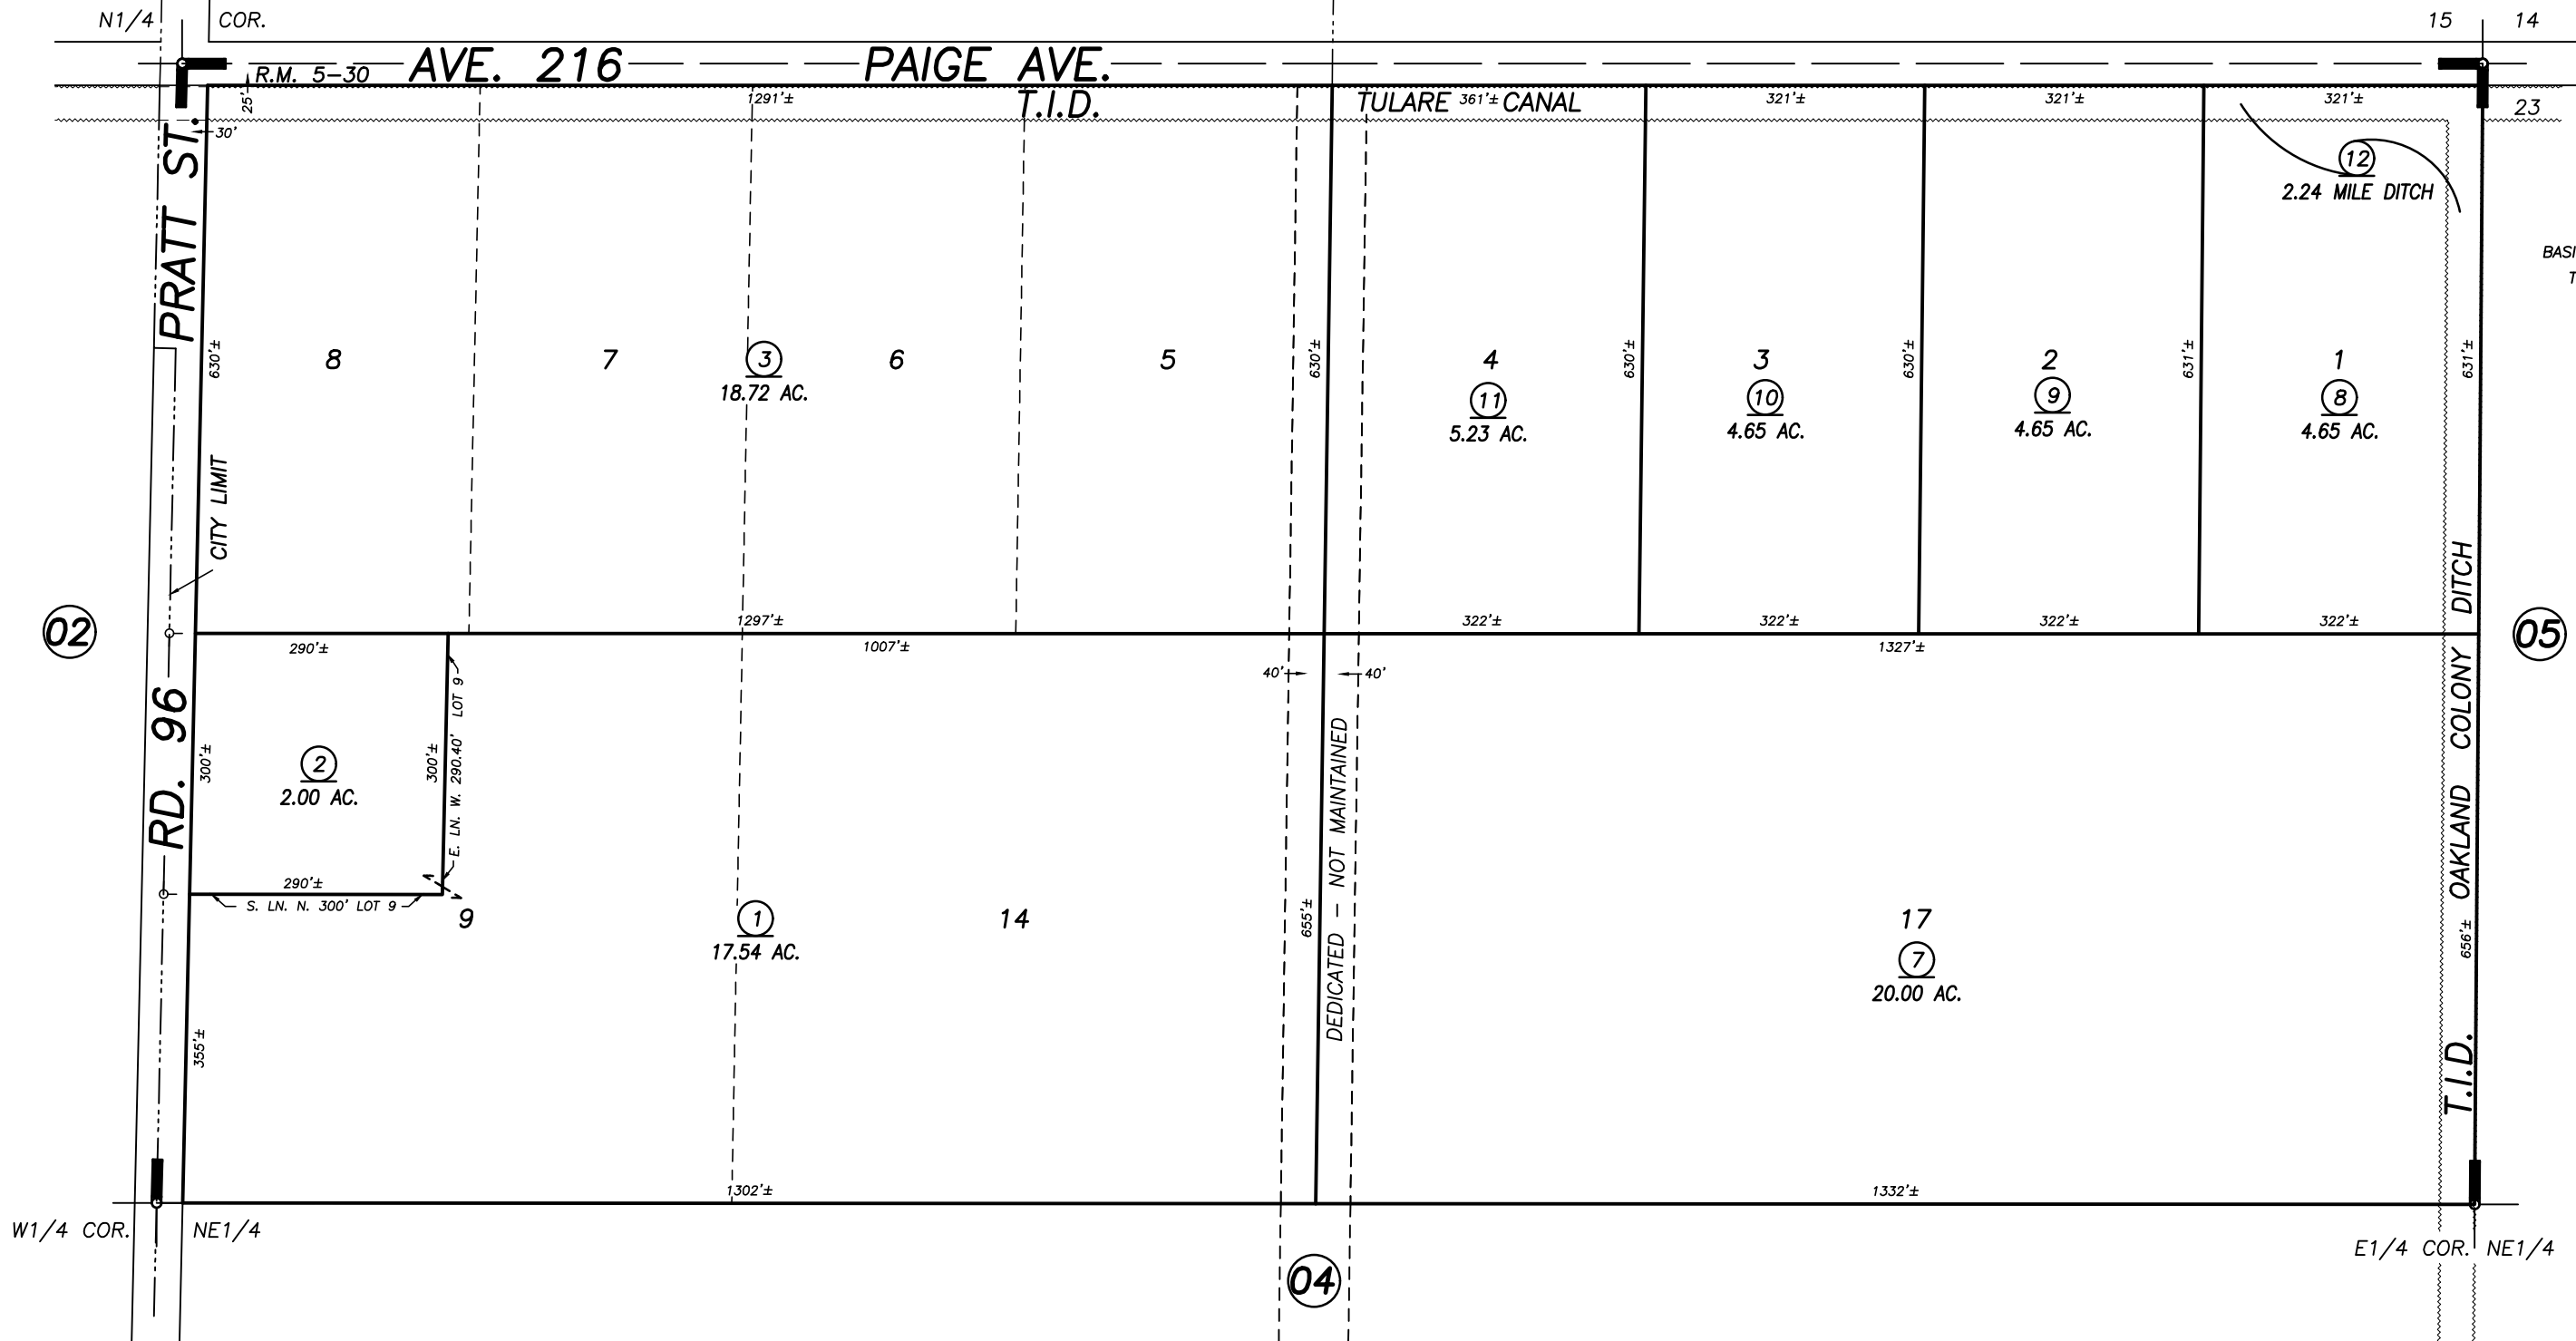 N1/4 COR.
15 14
AVE. 216 PAIGE AVE.
R.M. 5-30
25'
1291'±
T.I.D.
TULARE 361'± CANAL
321'±
321'±
321'±
23
30'
PRATT ST.
12
2.24 MILE DITCH
630'±
8
7
3
18.72 AC.
6
5
630'±
4
11
5.23 AC.
630'±
3
10
4.65 AC.
630'±
2
9
4.65 AC.
631'±
1
8
4.65 AC.
631'±
CITY LIMIT
02
1297'±
322'±
322'±
322'±
322'±
05
290'±
1007'±
1327'±
40' 40'
RD. 96
300'±
2
2.00 AC.
300'±
E. LN. W. 290.40' LOT 9
290'±
S. LN. N. 300' LOT 9
9
1
17.54 AC.
14
655'±
DEDICATED - NOT MAINTAINED
17
7
20.00 AC.
656'±
T.I.D. OAKLAND COLONY DITCH
355'±
1302'±
1332'±
W1/4 COR. NE1/4
E1/4 COR. NE1/4
04